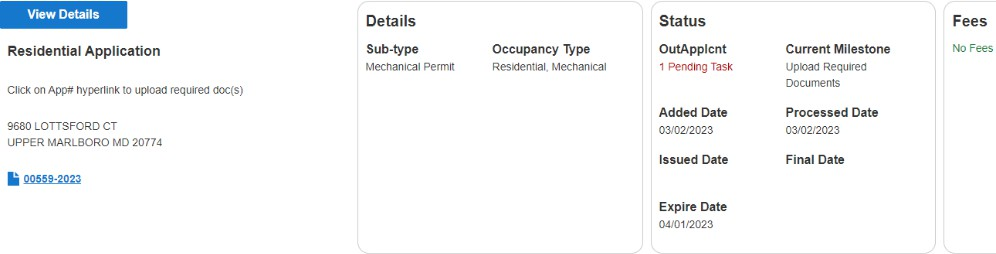 View Details
Residential Application
Click on App# hyperlink to upload required doc(s)
9680 LOTTSFORD CT
UPPER MARLBORO MD 20774
00559-2023
Details
Sub-type
Mechanical Permit
Occupancy Type
Residential, Mechanical
Status
OutApplcnt
1 Pending Task
Current Milestone
Upload Required
Documents
Added Date
03/02/2023
Processed Date
03/02/2023
Issued Date
Final Date
Expire Date
04/01/2023
Fees
No Fees